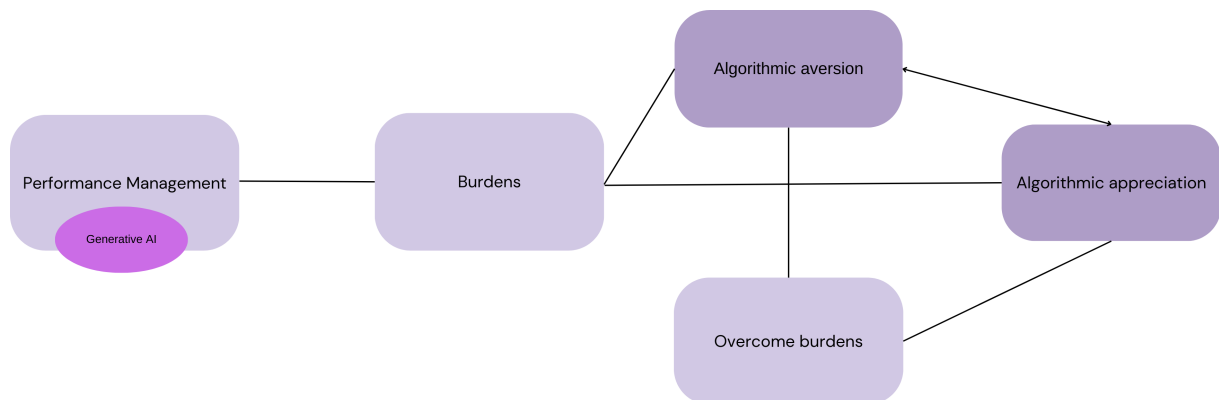 Performance Management
Generative AI
Burdens
Algorithmic aversion
Algorithmic appreciation
Overcome burdens